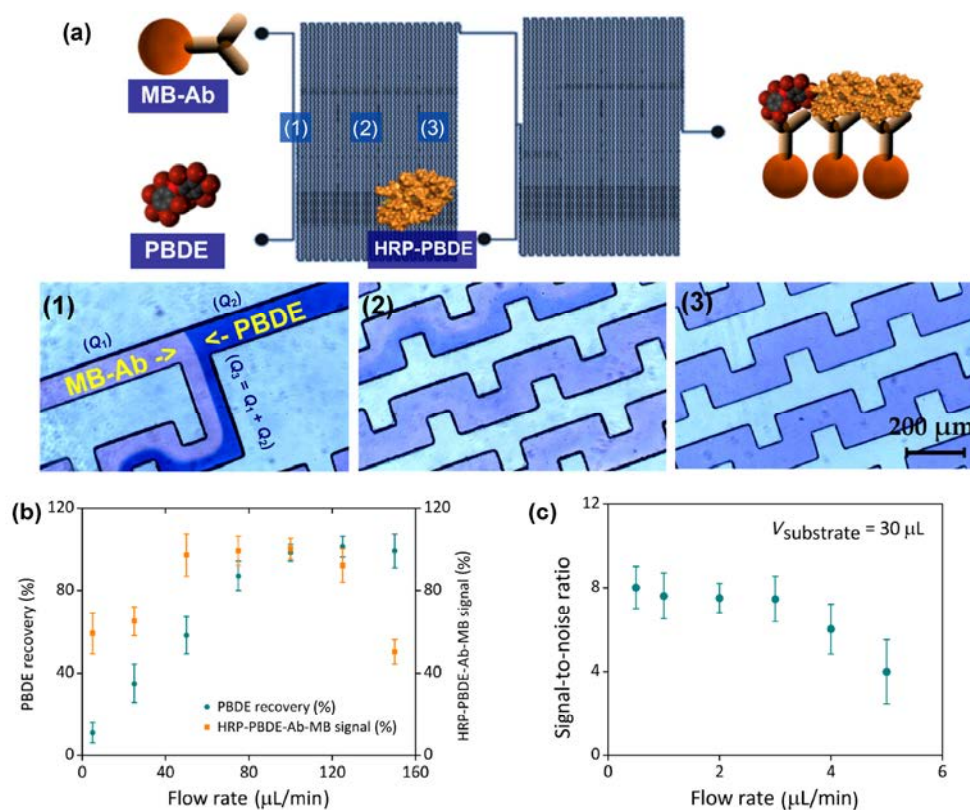 (a)
MB-Ab
(1)
(2)
(3)
PBDE
HRP-PBDE
(1)
(Q₁)
(Q₂)
MB-Ab ->
<- PBDE
(Q₃ = Q₁ + Q₂)
(2)
(3)
200 μm
(b)
120
80
40
0
PBDE recovery (%)
PBDE recovery (%)
HRP-PBDE-Ab-MB signal (%)
120
80
40
0
HRP-PBDE-Ab-MB signal (%)
0 40 80 120 160
Flow rate (μL/min)
(c)
12
8
4
0
Signal-to-noise ratio
Vsubstrate = 30 μL
0 2 4 6
Flow rate (μL/min)